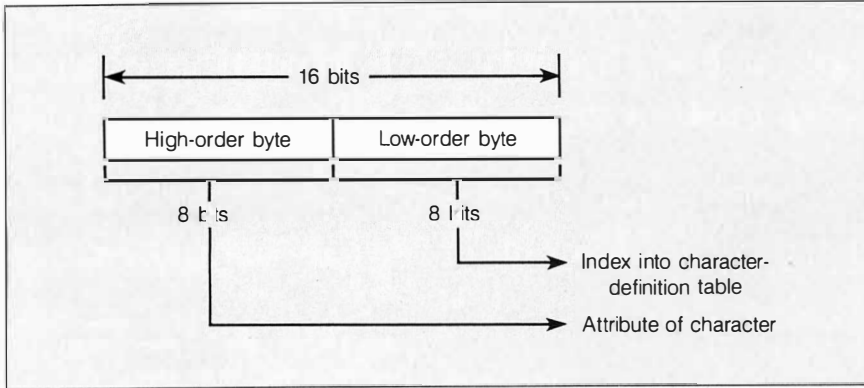 16 bits
High-order byte Low-order byte
8 bits 8 bits
Index into character-
definition table
Attribute of character